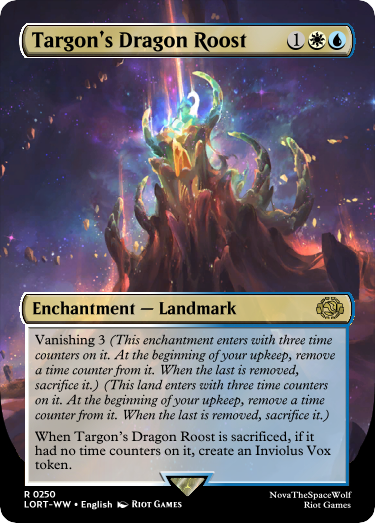 Targon's Dragon Roost 1
Enchantment — Landmark
Vanishing 3 (This enchantment enters with three time
counters on it. At the beginning of your upkeep, remove
a time counter from it. When the last is removed,
sacrifice it.) (This land enters with three time counters
on it. At the beginning of your upkeep, remove a time
counter from it. When the last is removed, sacrifice it.)
When Targon's Dragon Roost is sacrificed, if it
had no time counters on it, create an Inviolus Vox
token.
R 0250
NovaTheSpaceWolf
LORT-WW • English Riot Games
Riot Games